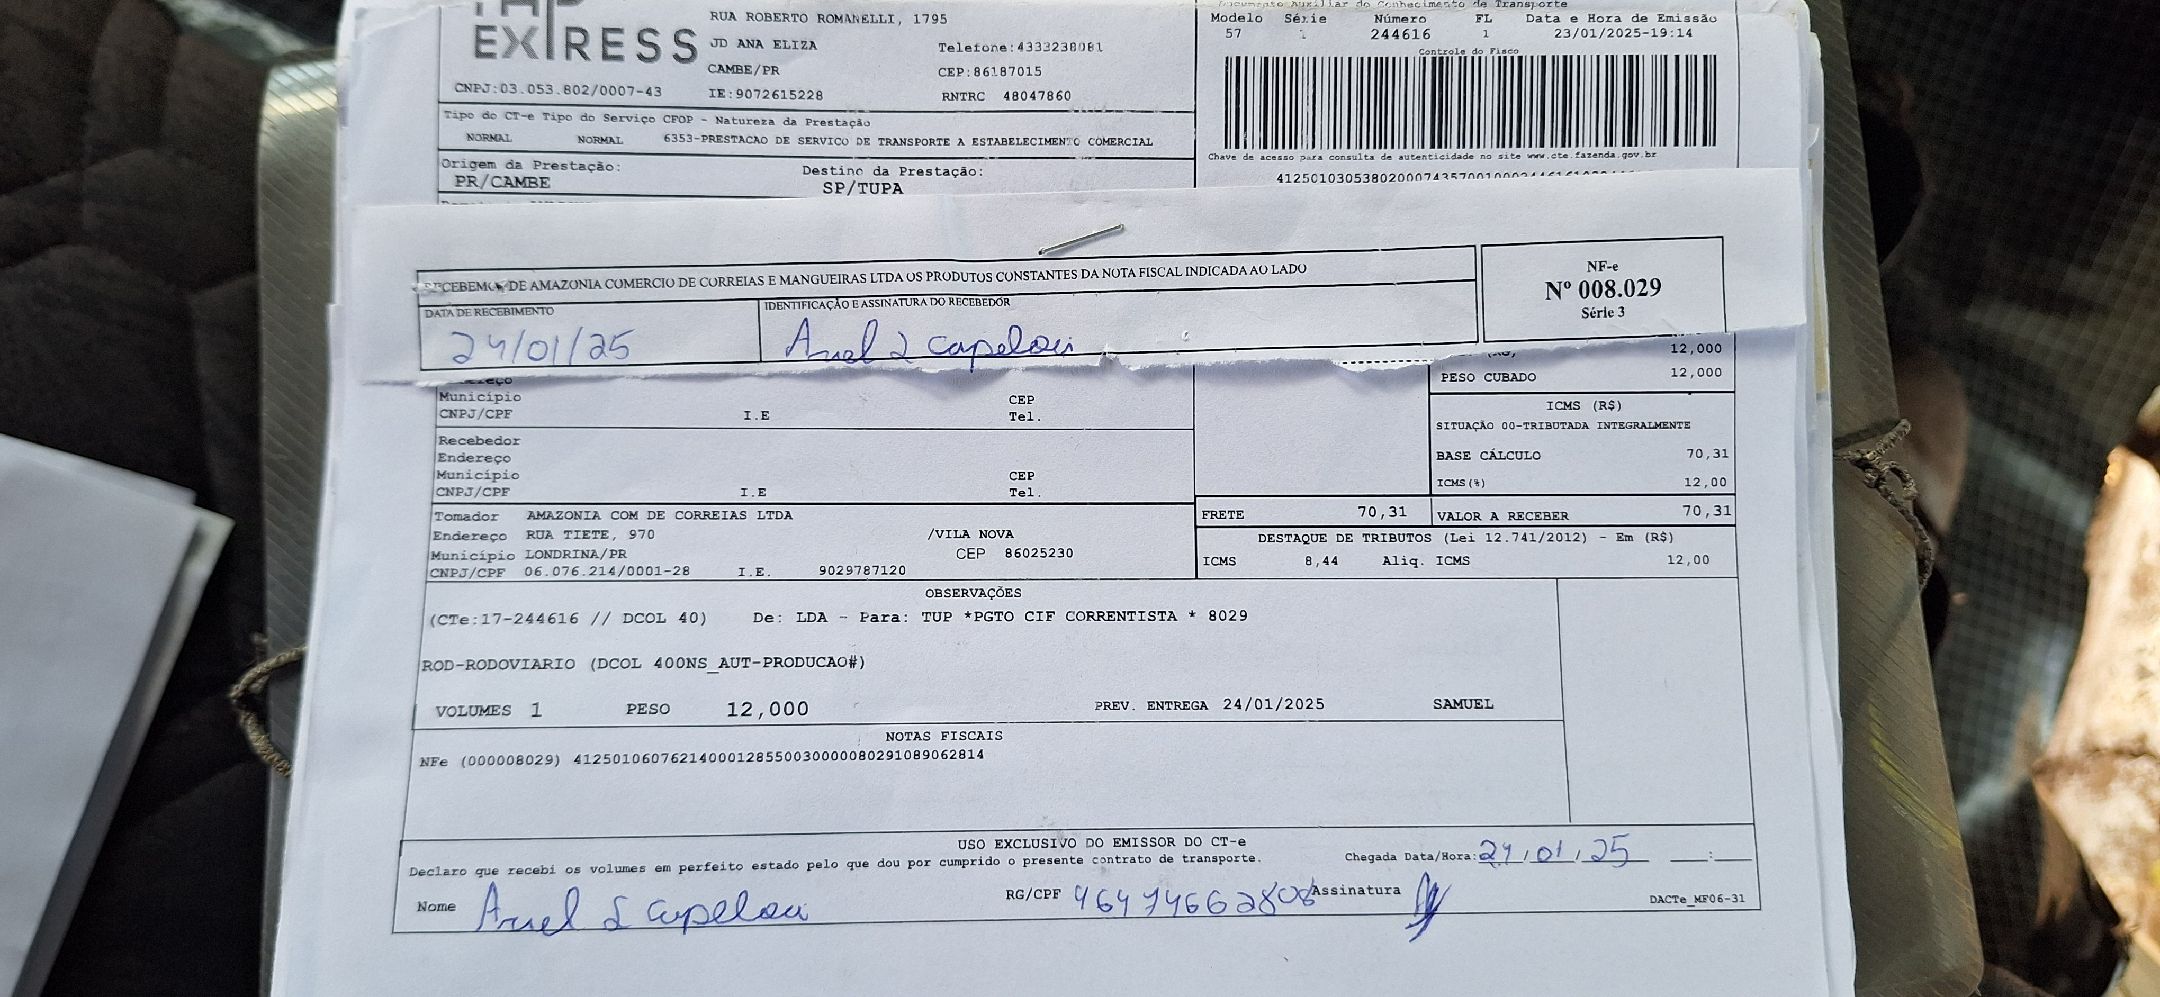 EXPRESS
RUA ROBERTO ROMANELLI, 1795
JD ANA ELIZA
Telefone:4333238081
CAMBE/PR
CEP:86187015
CNPJ:03.053.802/0007-43
IE:9072615228
RNTRC 48047860
Documento Auxiliar do Conhecimento de Transporte
Modelo Série Número FL Data e Hora de Emissão
57 1 244616 1 23/01/2025-19:14
Controle do Fisco
Chave de acesso para consulta de autenticidade no site www.cte.fazenda.gov.br
Tipo do CT-e Tipo do Serviço CFOP - Natureza da Prestação
NORMAL NORMAL 6353-PRESTACAO DE SERVICO DE TRANSPORTE A ESTABELECIMENTO COMERCIAL
Origem da Prestação: Destino da Prestação:
PR/CAMBE SP/TUPA
RECEBEMOS DE AMAZONIA COMERCIO DE CORREIAS E MANGUEIRAS LTDA OS PRODUTOS CONSTANTES DA NOTA FISCAL INDICADA AO LADO
DATA DE RECEBIMENTO
24/01/25
IDENTIFICAÇÃO E ASSINATURA DO RECEBEDOR
NF-e
Nº 008.029
Série 3
12,000
PESO CUBADO 12,000
Município CEP
CNPJ/CPF I.E Tel.
Recebedor
Endereço
Município CEP
CNPJ/CPF I.E Tel.
ICMS (R$)
SITUAÇÃO 00-TRIBUTADA INTEGRALMENTE
BASE CÁLCULO 70,31
ICMS(%) 12,00
Tomador AMAZONIA COM DE CORREIAS LTDA
Endereço RUA TIETE, 970 /VILA NOVA
Município LONDRINA/PR CEP 86025230
CNPJ/CPF 06.076.214/0001-28 I.E. 9029787120
FRETE 70,31 VALOR A RECEBER 70,31
DESTAQUE DE TRIBUTOS (Lei 12.741/2012) - Em (R$)
ICMS 8,44 Aliq. ICMS 12,00
OBSERVAÇÕES
(CTe:17-244616 // DCOL 40) De: LDA - Para: TUP *PGTO CIF CORRENTISTA * 8029
ROD-RODOVIARIO (DCOL 400NS_AUT-PRODUCAO#)
VOLUMES 1 PESO 12,000 PREV. ENTREGA 24/01/2025 SAMUEL
NOTAS FISCAIS
NFe (000008029) 41250106076214000128550030000080291089062814
USO EXCLUSIVO DO EMISSOR DO CT-e
Declaro que recebi os volumes em perfeito estado pelo que dou por cumprido o presente contrato de transporte.
Chegada Data/Hora: 24/01/25 __:__
Nome
RG/CPF 46474662808 Assinatura
DACTe_MF06-31